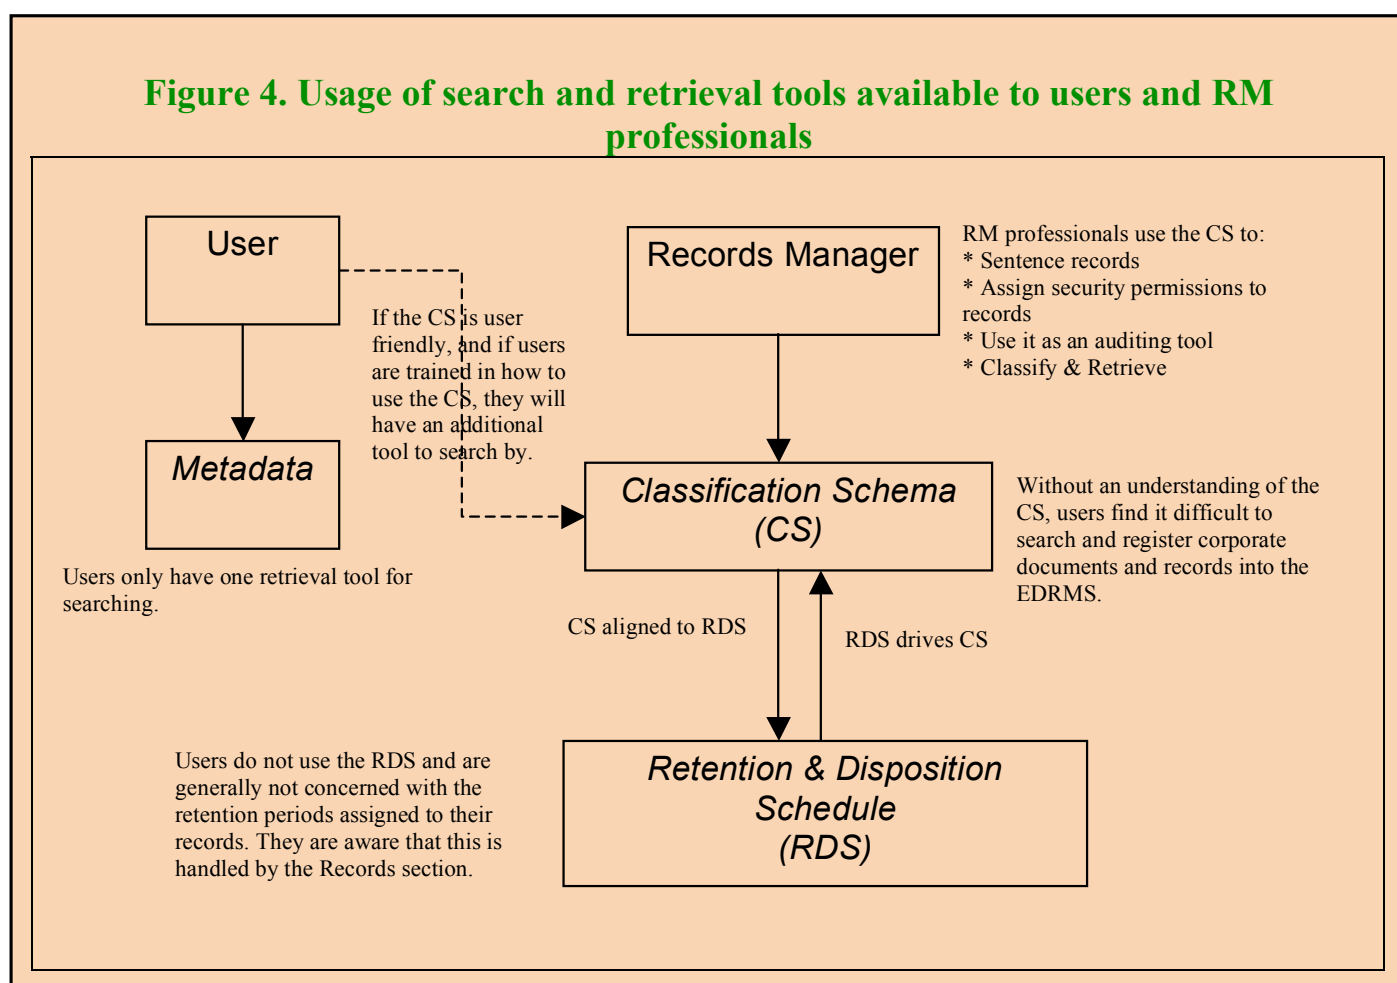 Figure 4. Usage of search and retrieval tools available to users and RM
professionals
User
Records Manager
RM professionals use the CS to:
* Sentence records
* Assign security permissions to
records
* Use it as an auditing tool
* Classify & Retrieve
If the CS is user
friendly, and if users
are trained in how to
use the CS, they will
have an additional
tool to search by.
Metadata
Users only have one retrieval tool for
searching.
Classification Schema
(CS)
Without an understanding of the
CS, users find it difficult to
search and register corporate
documents and records into the
EDRMS.
CS aligned to RDS
RDS drives CS
Users do not use the RDS and are
generally not concerned with the
retention periods assigned to their
records. They are aware that this is
handled by the Records section.
Retention & Disposition
Schedule
(RDS)